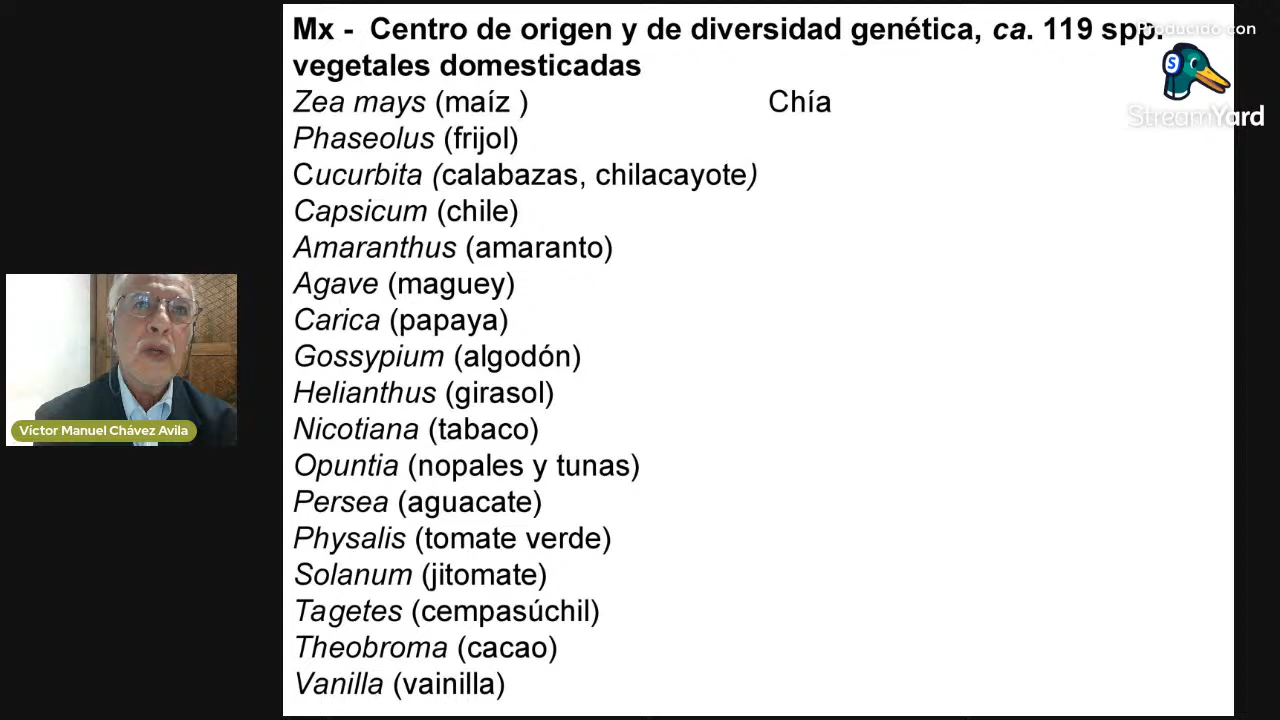 Mx - Centro de origen y de diversidad genética, ca. 119 spp.
vegetales domesticadas
Zea mays (maíz )
Chía
Phaseolus (frijol)
Cucurbita (calabazas, chilacayote)
Capsicum (chile)
Amaranthus (amaranto)
Agave (maguey)
Carica (papaya)
Gossypium (algodón)
Helianthus (girasol)
Nicotiana (tabaco)
Opuntia (nopales y tunas)
Persea (aguacate)
Physalis (tomate verde)
Solanum (jitomate)
Tagetes (cempasúchil)
Theobroma (cacao)
Vanilla (vainilla)
Víctor Manuel Chávez Avila
Producido con
S
StreamYard